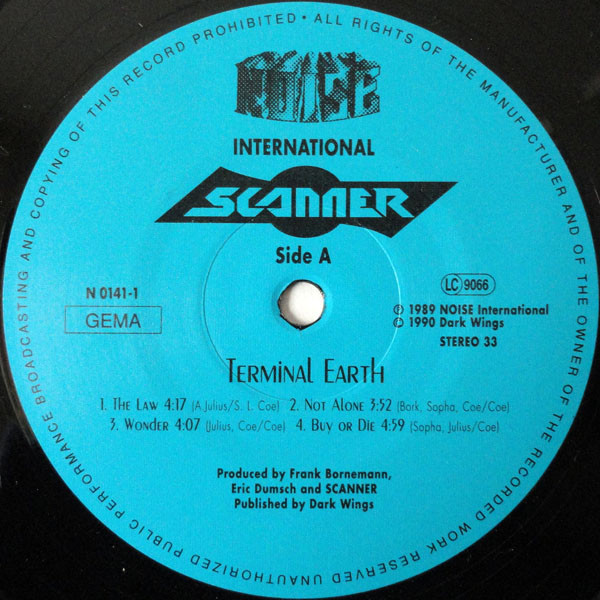 ALL RIGHTS OF THE MANUFACTURER AND OF THE OWNER OF THE RECORDED WORK RESERVED UNAUTHORIZED PUBLIC PERFORMANCE BROADCASTING AND COPYING OF THIS RECORD PROHIBITED •
NOISE
INTERNATIONAL
SCANNER
Side A
N 0141-1
GEMA
LC 9066
℗ 1989 NOISE International
© 1990 Dark Wings
STEREO 33
TERMINAL EARTH
1. THE LAW 4:17 (A.Julius/S. L. Coe) 2. NOT ALONE 3:52 (Bork, Sopha, Coe/Coe)
3. WONDER 4:07 (Julius, Coe/Coe) 4. BUY OR DIE 4:59 (Sopha, Julius/Coe)
Produced by Frank Bornemann,
Eric Dumsch and SCANNER
Published by Dark Wings